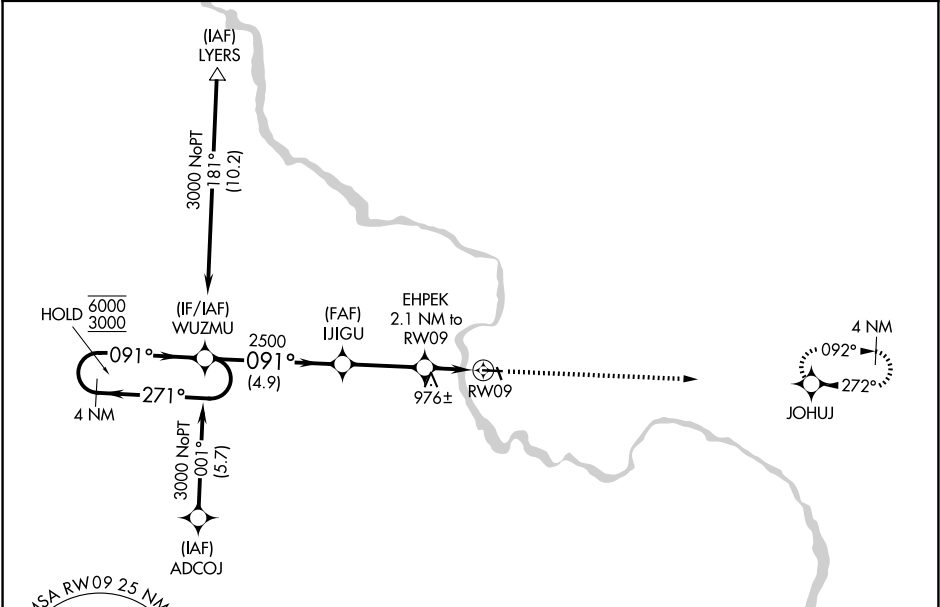 (IAF)
LYERS
3000 NoPT
181°
(10.2)
HOLD
6000
3000
(IF/IAF)
WUZMU
091°
271°
4 NM
2500
091°
(4.9)
(FAF)
IJIGU
EHPEK
2.1 NM to
RW09
976±
RW09
4 NM
092°
272°
JOHUJ
3000 NoPT
001°
(5.7)
(IAF)
ADCOJ
MSA RW09 25 NM